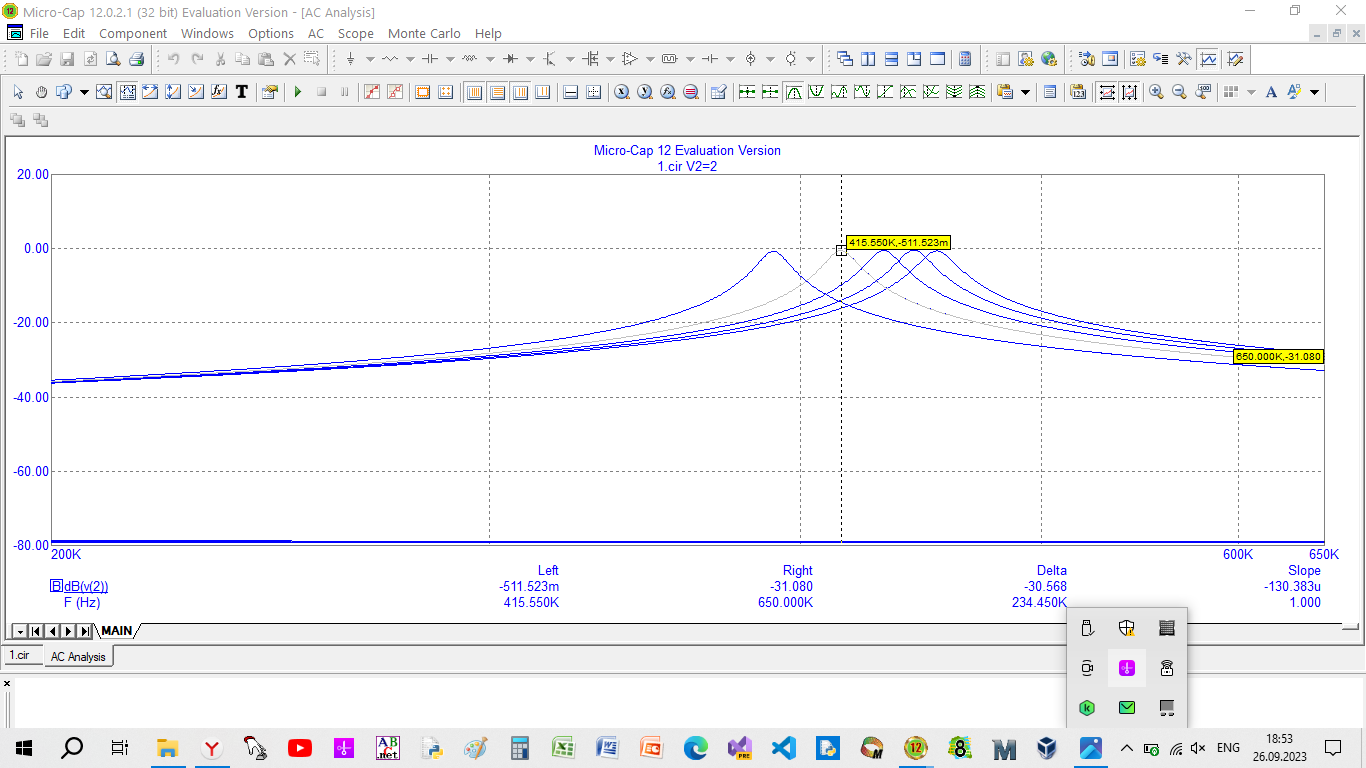 Micro-Cap 12.0.2.1 (32 bit) Evaluation Version - [AC Analysis]
File Edit Component Windows Options AC Scope Monte Carlo Help
Micro-Cap 12 Evaluation Version
1.cir V2=2
20.00
0.00
-20.00
-40.00
-60.00
-80.00
415.550K,-511.523m
650.000K,-31.080
200K 600K 650K
Left Right Delta Slope
dB(v(2)) -511.523m -31.080 -30.568 -130.383u
F (Hz) 415.550K 650.000K 234.450K 1.000
MAIN
1.cir AC Analysis
ENG
18:53
26.09.2023